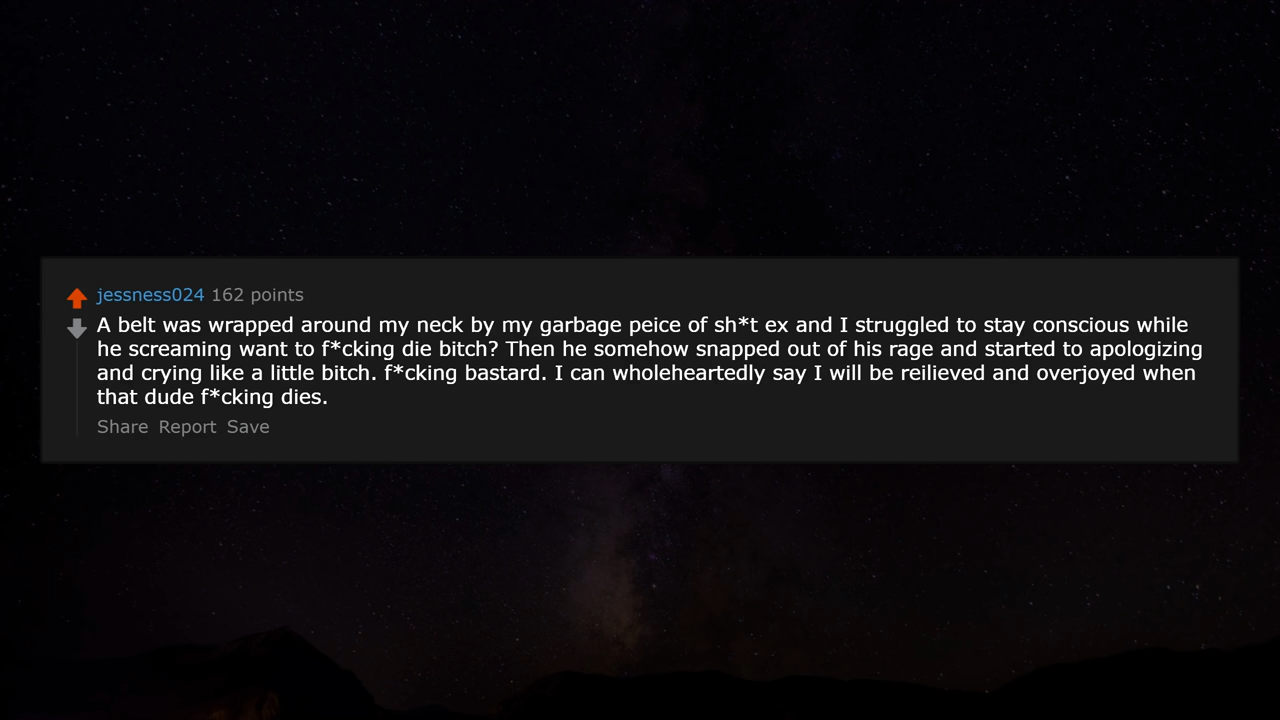 jessness024 162 points
A belt was wrapped around my neck by my garbage peice of sh*t ex and I struggled to stay conscious while
he screaming want to f*cking die bitch? Then he somehow snapped out of his rage and started to apologizing
and crying like a little bitch. f*cking bastard. I can wholeheartedly say I will be reilieved and overjoyed when
that dude f*cking dies.
Share Report Save